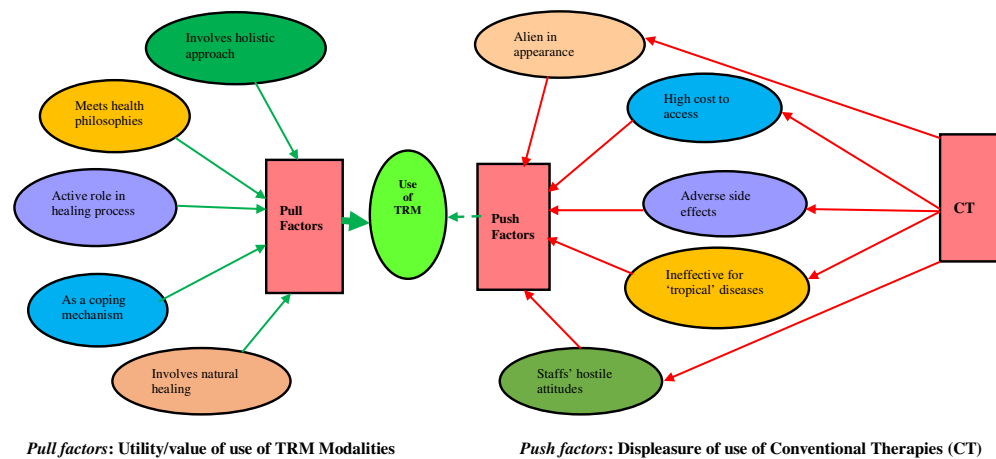 Involves holistic
approach
Meets health
philosophies
Active role in
healing process
As a coping
mechanism
Involves natural
healing
Pull
Factors
Use
of
TRM
Push
Factors
Alien in
appearance
High cost to
access
Adverse side
effects
Ineffective for
‘tropical’ diseases
Staffs’ hostile
attitudes
CT
Pull factors: Utility/value of use of TRM Modalities
Push factors: Displeasure of use of Conventional Therapies (CT)